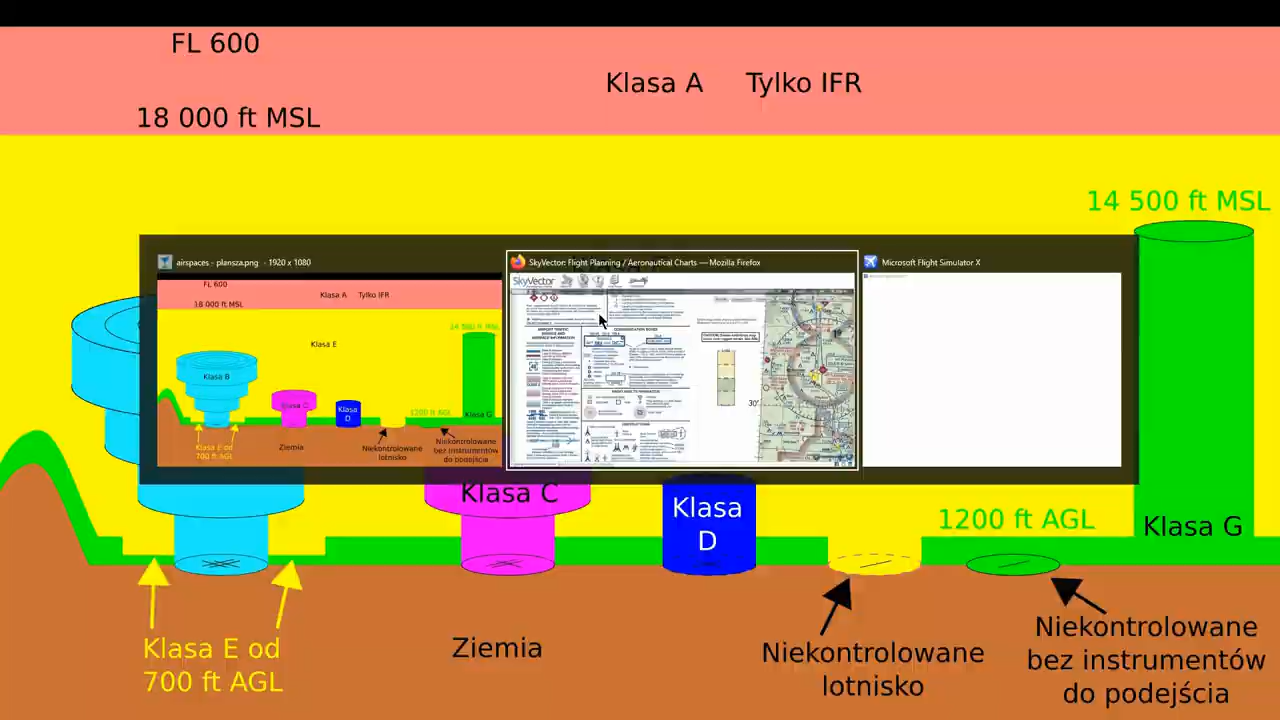 FL 600
Klasa A Tylko IFR
18 000 ft MSL
14 500 ft MSL
airspaces - plansza.png - 1920 x 1080
FL 600
Klasa A Tylko IFR
18 000 ft MSL
14 500 ft MSL
Klasa E
Klasa B
Klasa C
Klasa
D
1200 ft AGL
Klasa G
Klasa E od
700 ft AGL
Ziemia
Niekontrolowane
lotnisko
Niekontrolowane
bez instrumentów
do podejścia
SkyVector: Flight Planning / Aeronautical Charts — Mozilla Firefox
SkyVector
30'
Microsoft Flight Simulator X
Klasa C
Klasa
D
1200 ft AGL
Klasa G
Klasa E od
700 ft AGL
Ziemia
Niekontrolowane
lotnisko
Niekontrolowane
bez instrumentów
do podejścia